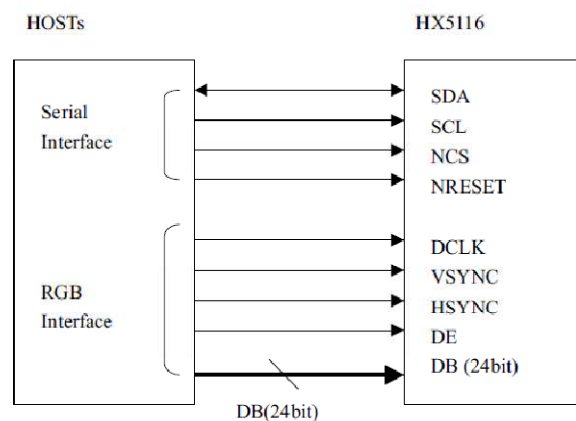 HOSTs
HX5116
Serial
Interface
SDA
SCL
NCS
NRESET
RGB
Interface
DCLK
VSYNC
HSYNC
DE
DB (24bit)
DB(24bit)